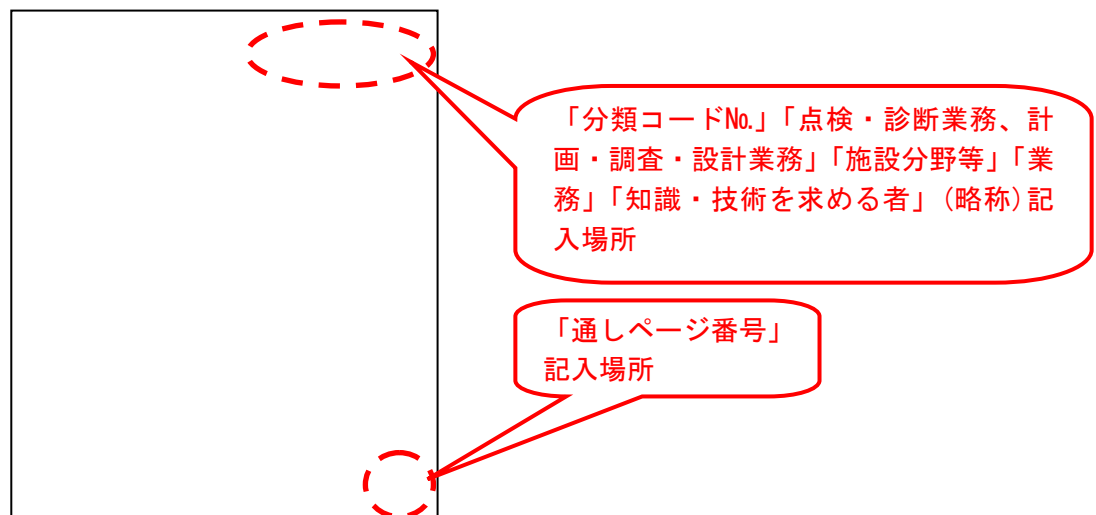 「分類コード№」「点検・診断業務、計
画・調査・設計業務」「施設分野等」「業
務」「知識・技術を求める者」(略称)記
入場所
「通しページ番号」
記入場所